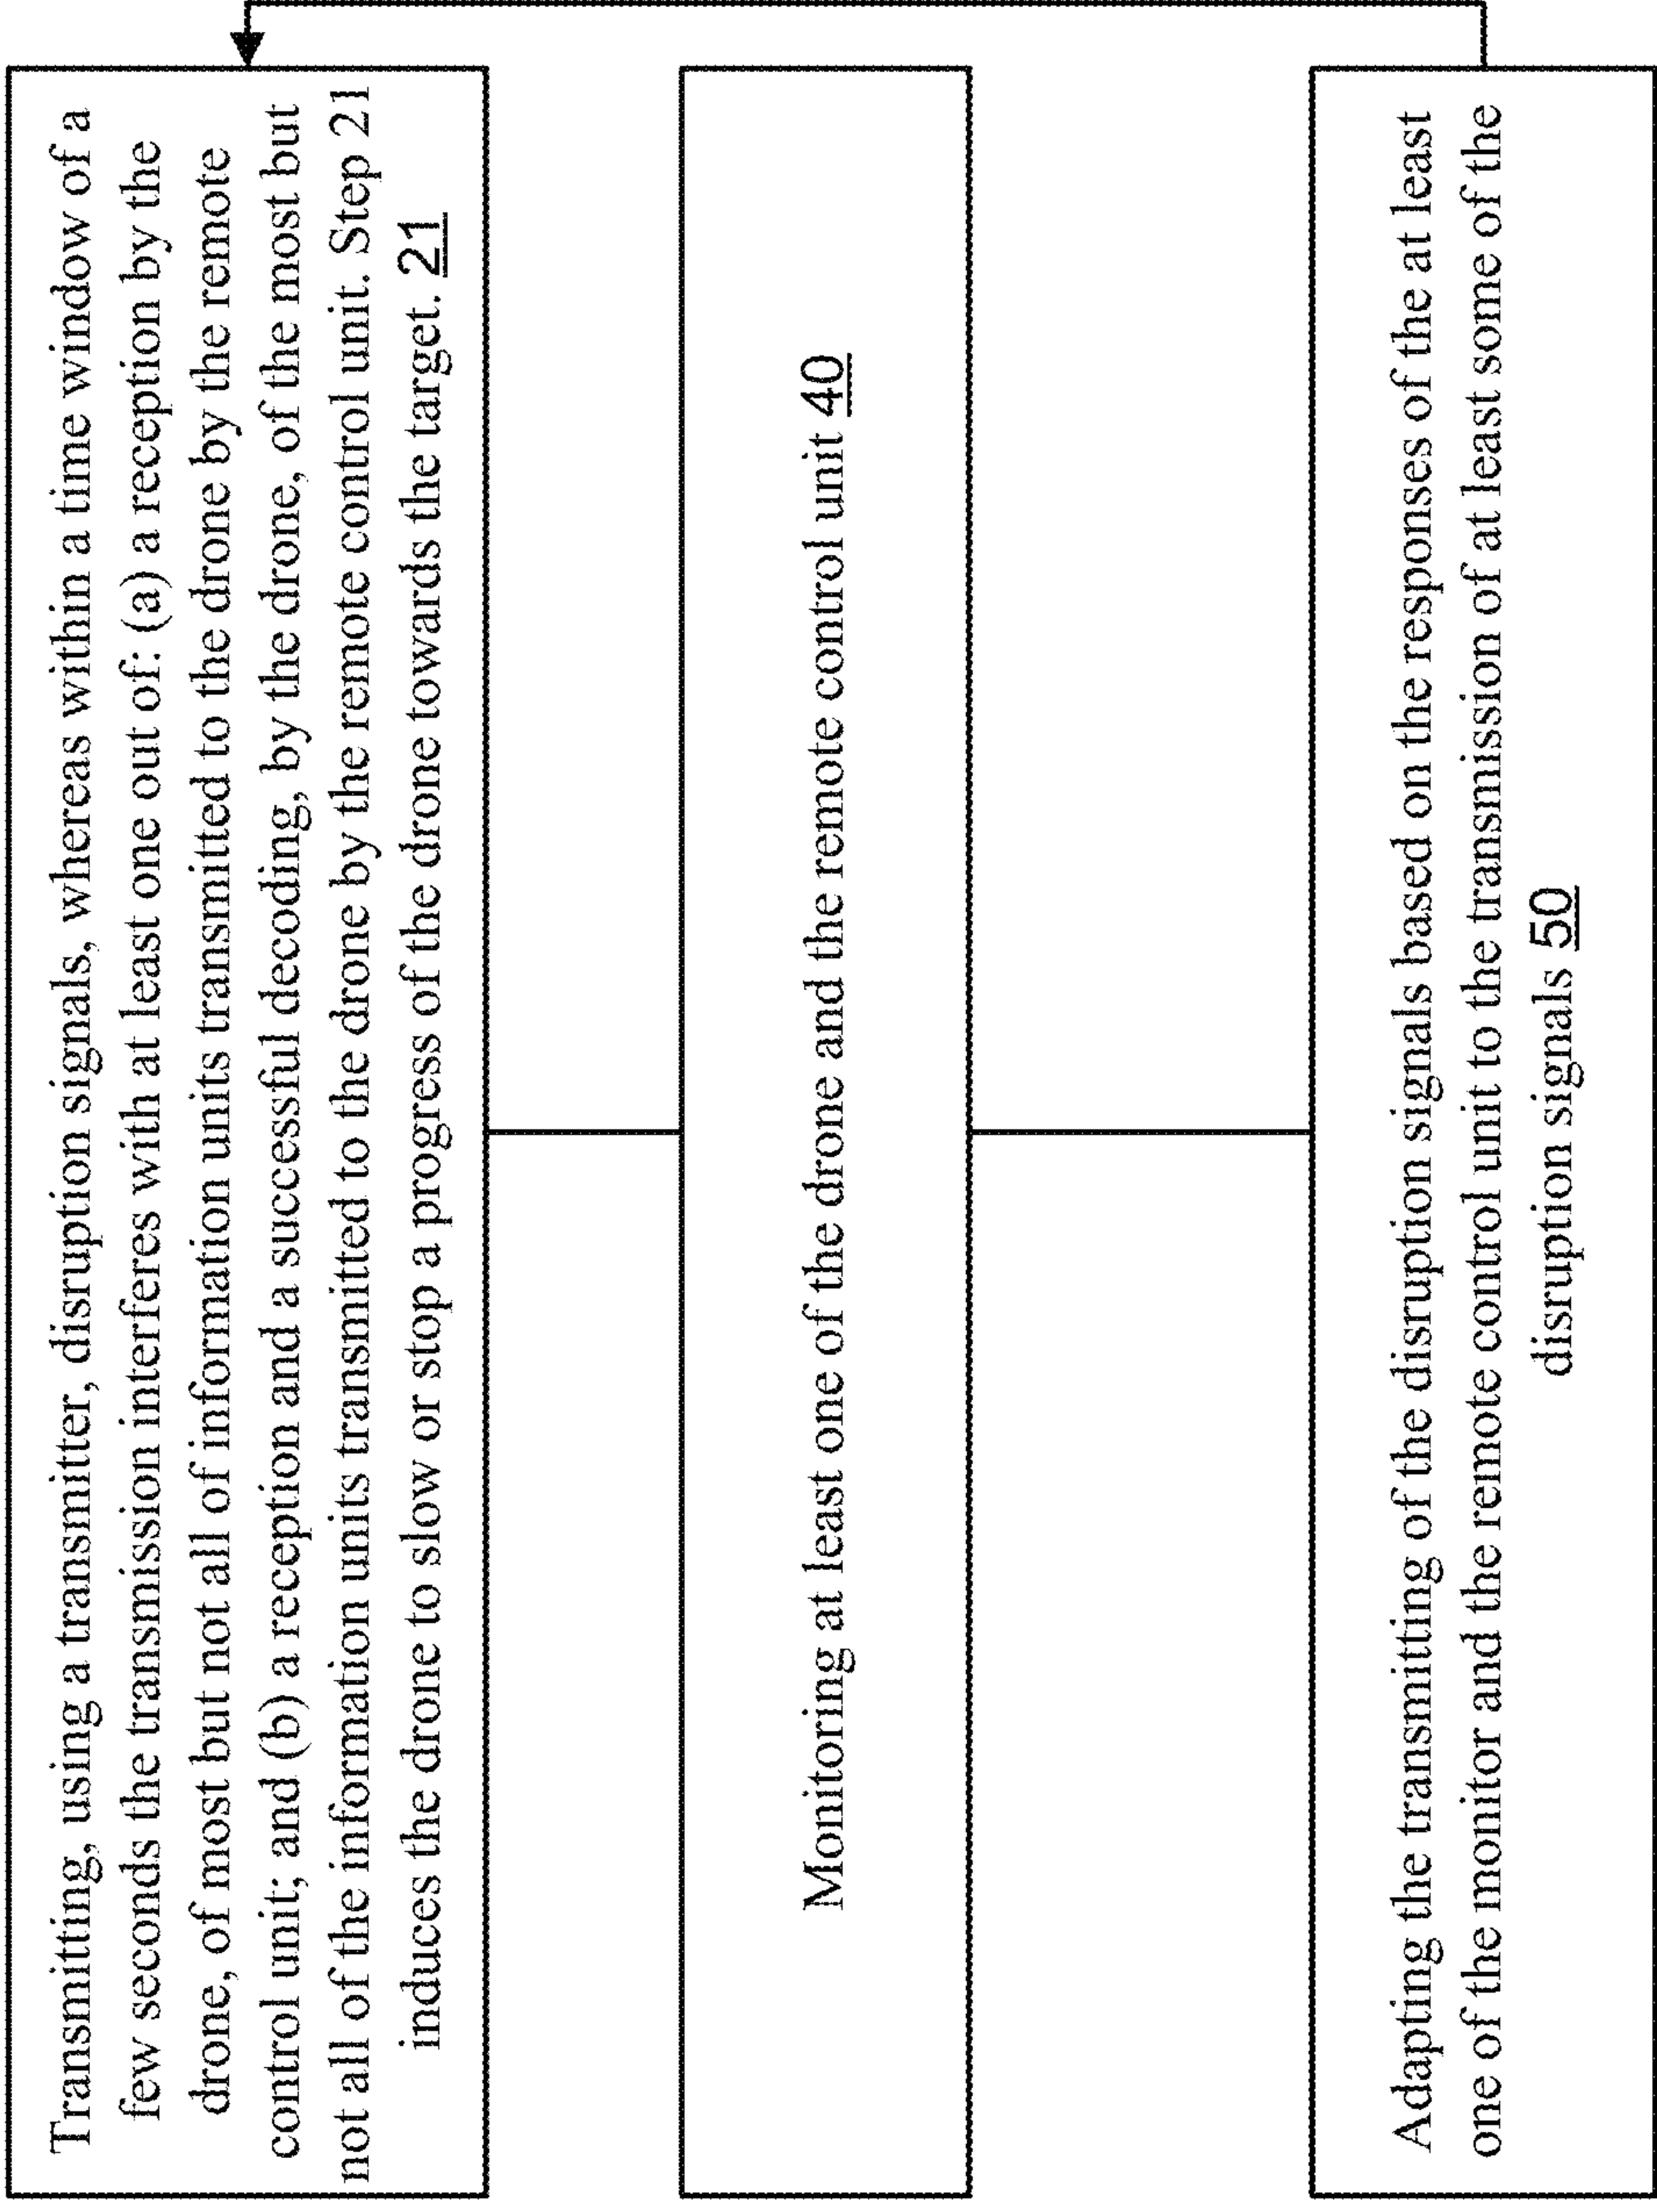 Transmitting, using a transmitter, disruption signals, whereas within a time window of a
few seconds the transmission interferes with at least one out of: (a) a reception by the
drone, of most but not all of information units transmitted to the drone by the remote
control unit; and (b) a reception and a successful decoding, by the drone, of the most but
not all of the information units transmitted to the drone by the remote control unit. Step 21
induces the drone to slow or stop a progress of the drone towards the target. 21
Monitoring at least one of the drone and the remote control unit 40
Adapting the transmitting of the disruption signals based on the responses of the at least
one of the monitor and the remote control unit to the transmission of at least some of the
disruption signals 50